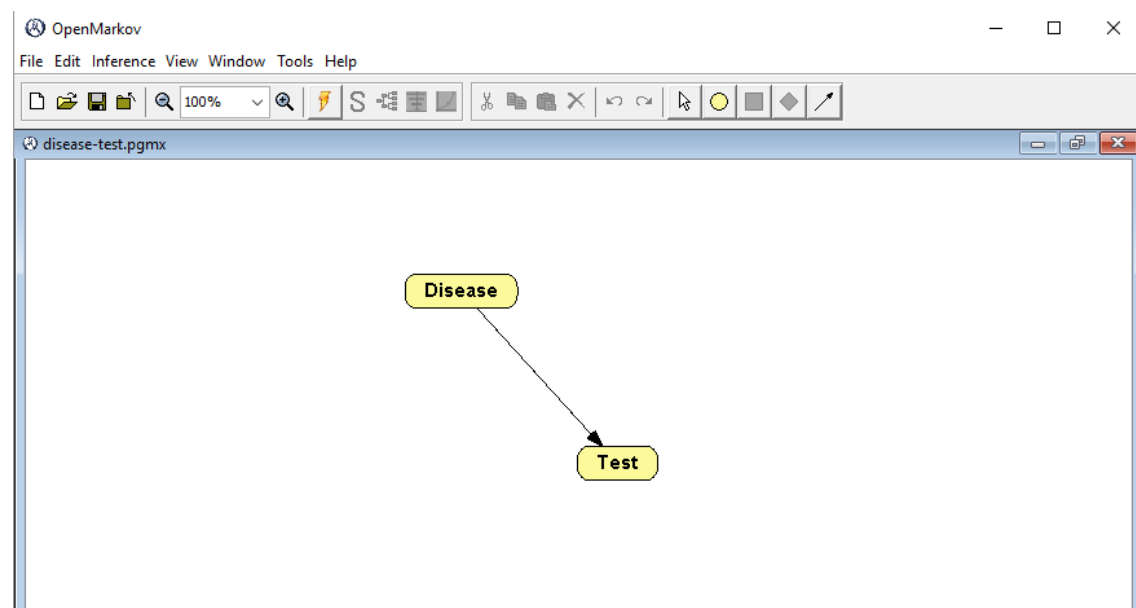 OpenMarkov
File Edit Inference View Window Tools Help
100% S
disease-test.pgmx
Disease
Test